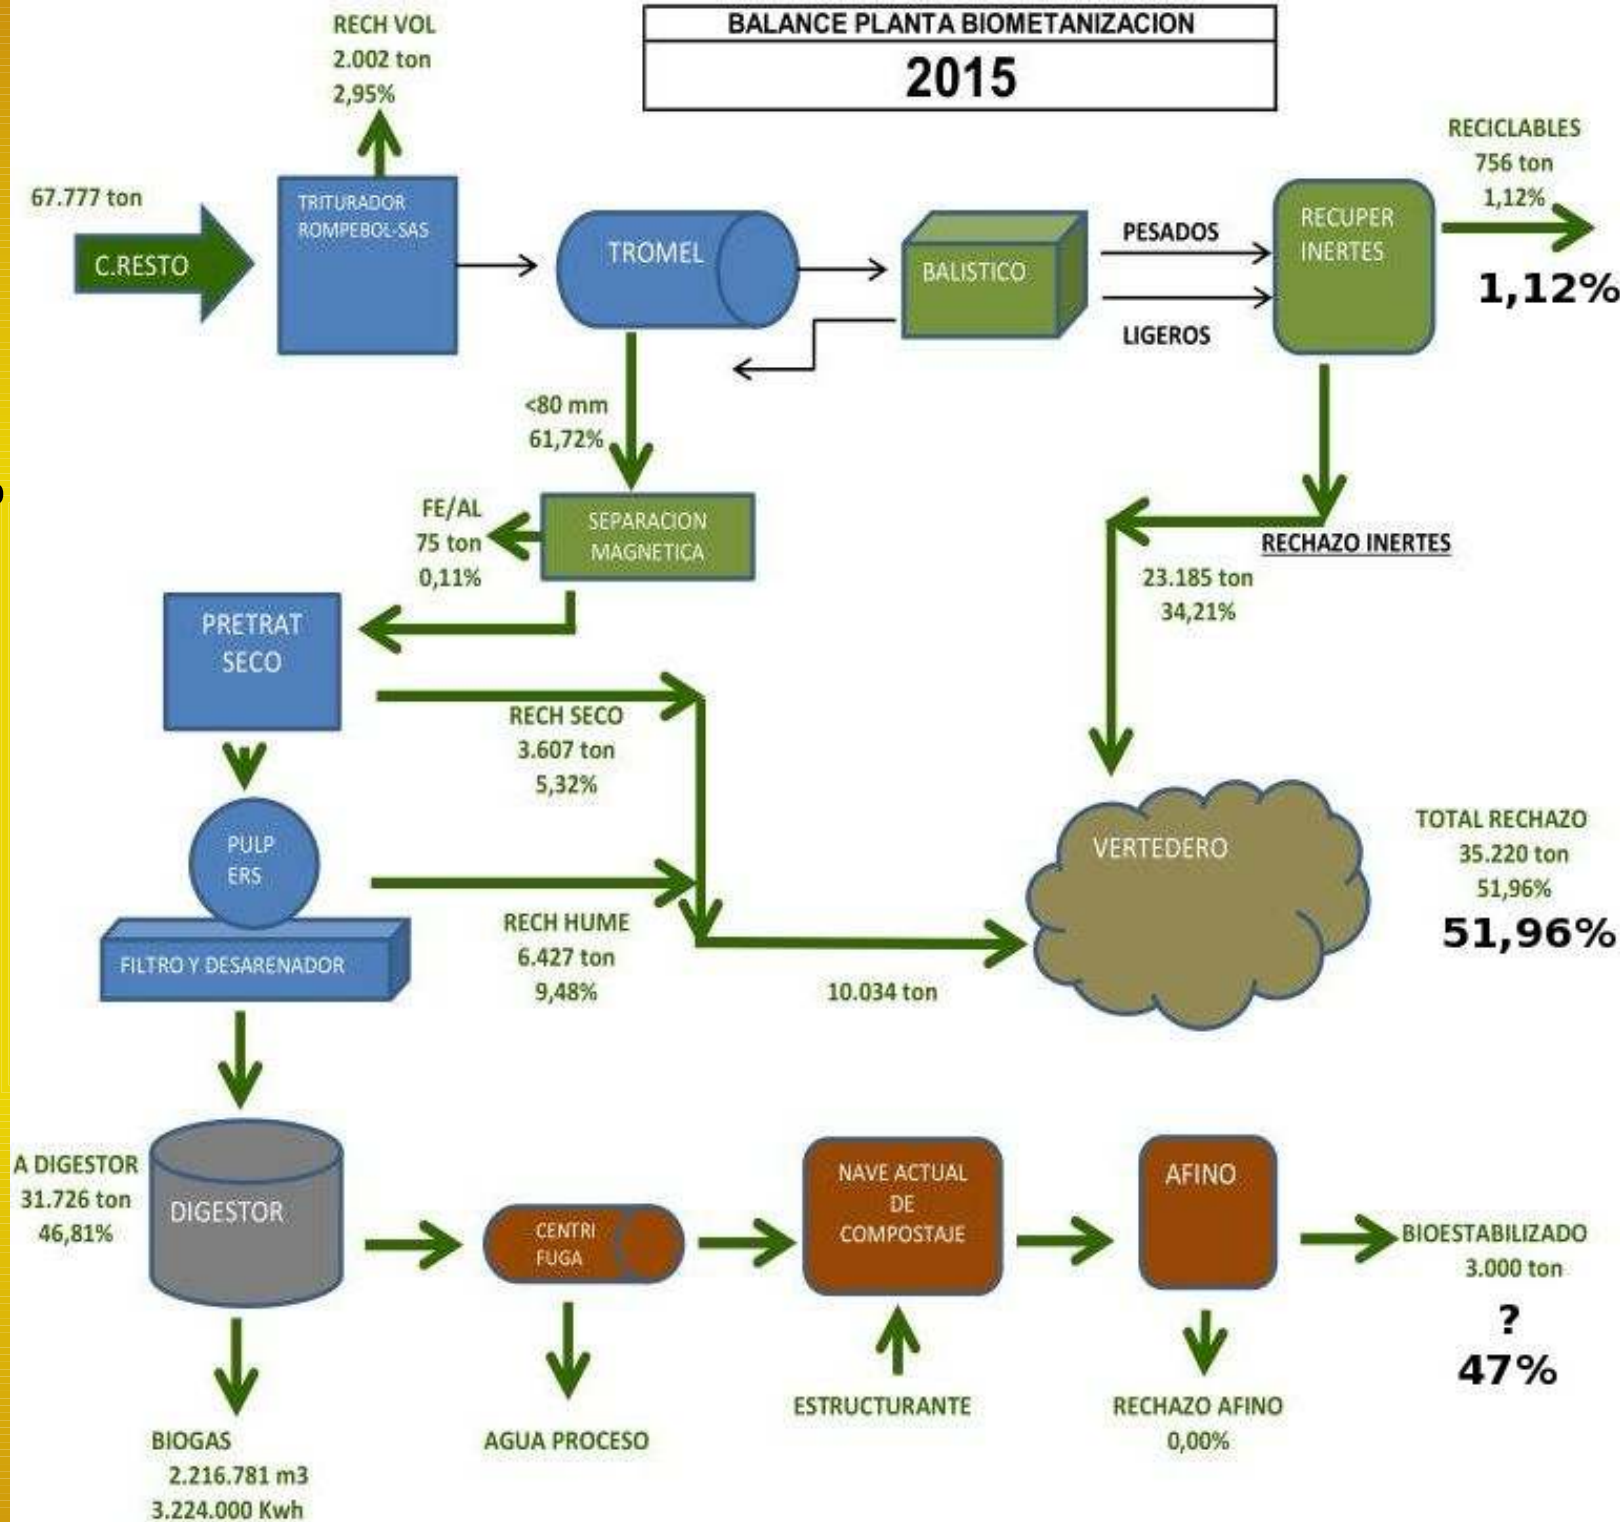 BALANCE PLANTA BIOMETANIZACION
2015
RECH VOL
2.002 ton
2,95%
67.777 ton
C.RESTO
TRITURADOR
ROMPEBOL-SAS
TROMEL
BALISTICO
PESADOS
LIGEROS
RECUPER
INERTES
RECICLABLES
756 ton
1,12%
1,12%
<80 mm
61,72%
FE/AL
75 ton
0,11%
SEPARACION
MAGNETICA
RECHAZO INERTES
23.185 ton
34,21%
PRETRAT
SECO
RECH SECO
3.607 ton
5,32%
PULP
ERS
FILTRO Y DESARENADOR
RECH HUME
6.427 ton
9,48%
10.034 ton
VERTEDERO
TOTAL RECHAZO
35.220 ton
51,96%
51,96%
A DIGESTOR
31.726 ton
46,81%
DIGESTOR
CENTRI
FUGA
NAVE ACTUAL
DE
COMPOSTAJE
AFINO
BIOESTABILIZADO
3.000 ton
?
47%
BIOGAS
2.216.781 m3
3.224.000 Kwh
AGUA PROCESO
ESTRUCTURANTE
RECHAZO AFINO
0,00%